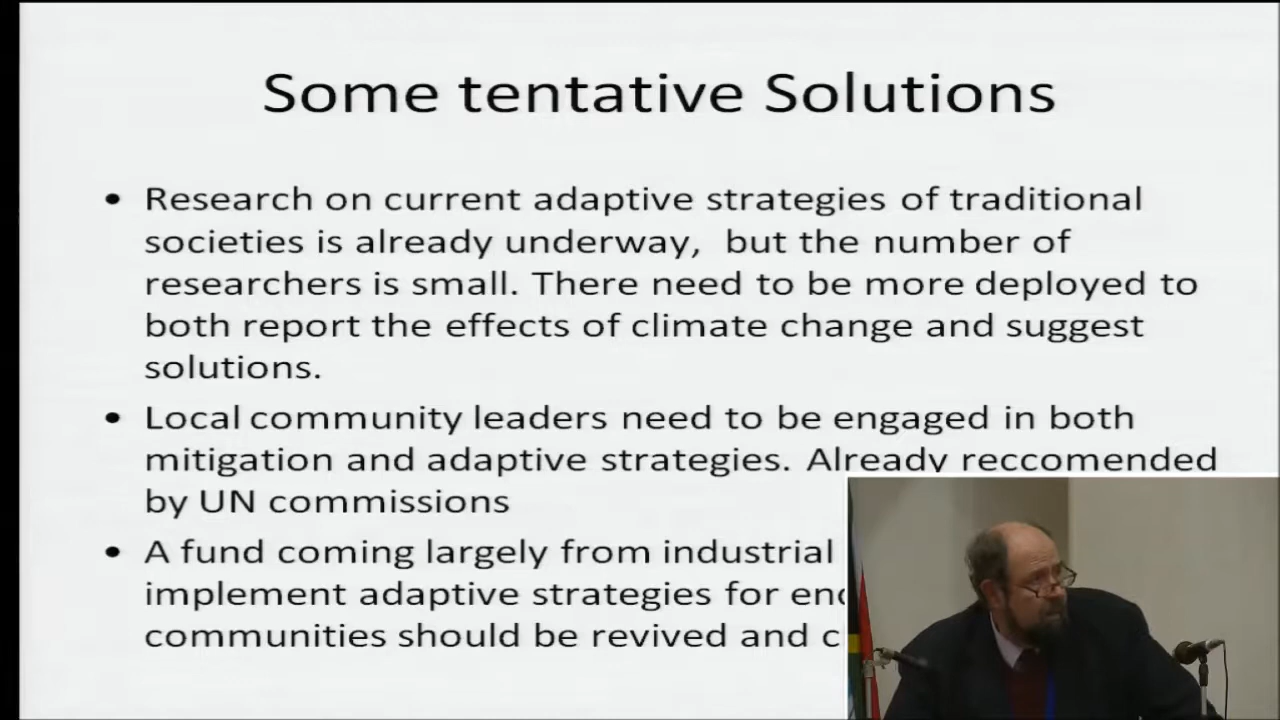 Some tentative Solutions
• Research on current adaptive strategies of traditional
societies is already underway, but the number of
researchers is small. There need to be more deployed to
both report the effects of climate change and suggest
solutions.
• Local community leaders need to be engaged in both
mitigation and adaptive strategies. Already reccomended
by UN commissions
• A fund coming largely from industrial
implement adaptive strategies for
communities should be revived and